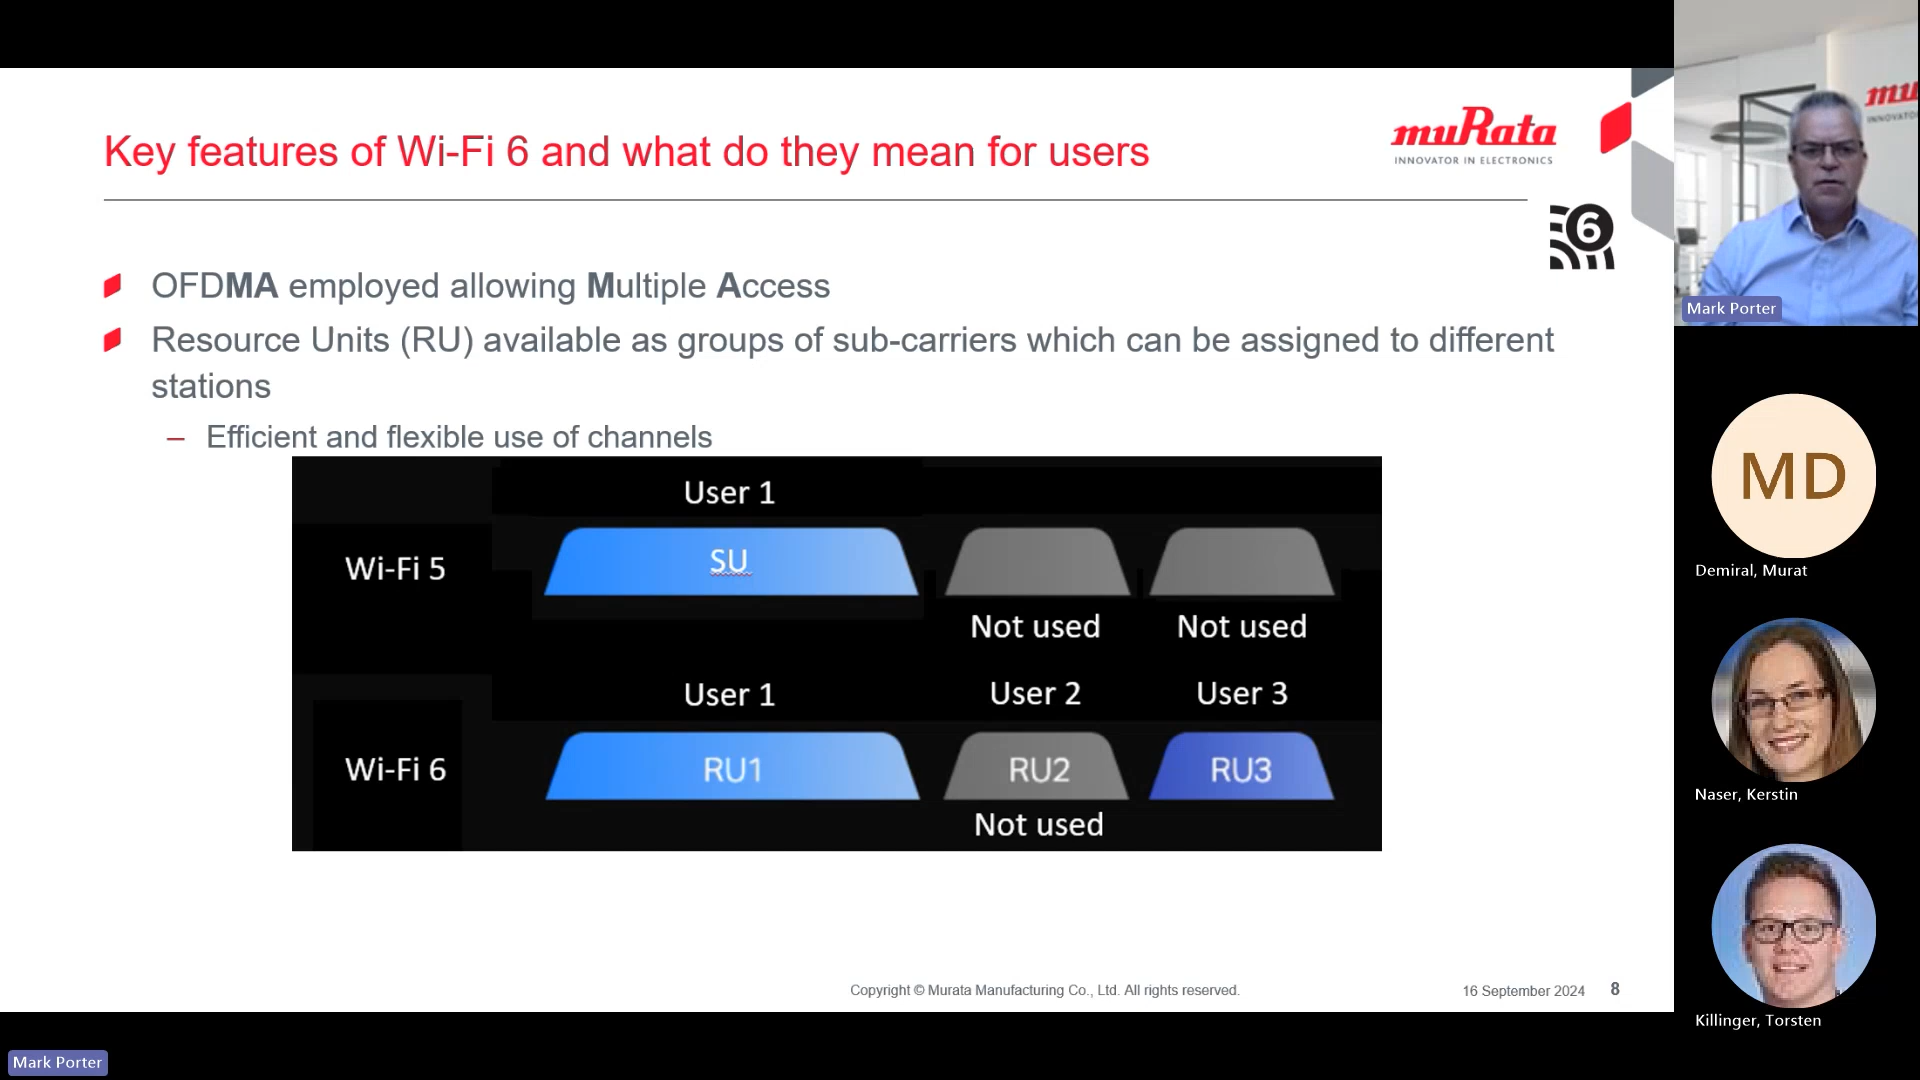 Key features of Wi-Fi 6 and what do they mean for users
muRata
INNOVATOR IN ELECTRONICS
6
OFDMA employed allowing Multiple Access
Resource Units (RU) available as groups of sub-carriers which can be assigned to different
stations
– Efficient and flexible use of channels
User 1
Wi-Fi 5
SU
Not used
Not used
User 1
User 2
User 3
Wi-Fi 6
RU1
RU2
RU3
Not used
Copyright © Murata Manufacturing Co., Ltd. All rights reserved.
16 September 2024
8
Mark Porter
mu
INNOVATO
Mark Porter
MD
Demiral, Murat
Naser, Kerstin
Killinger, Torsten